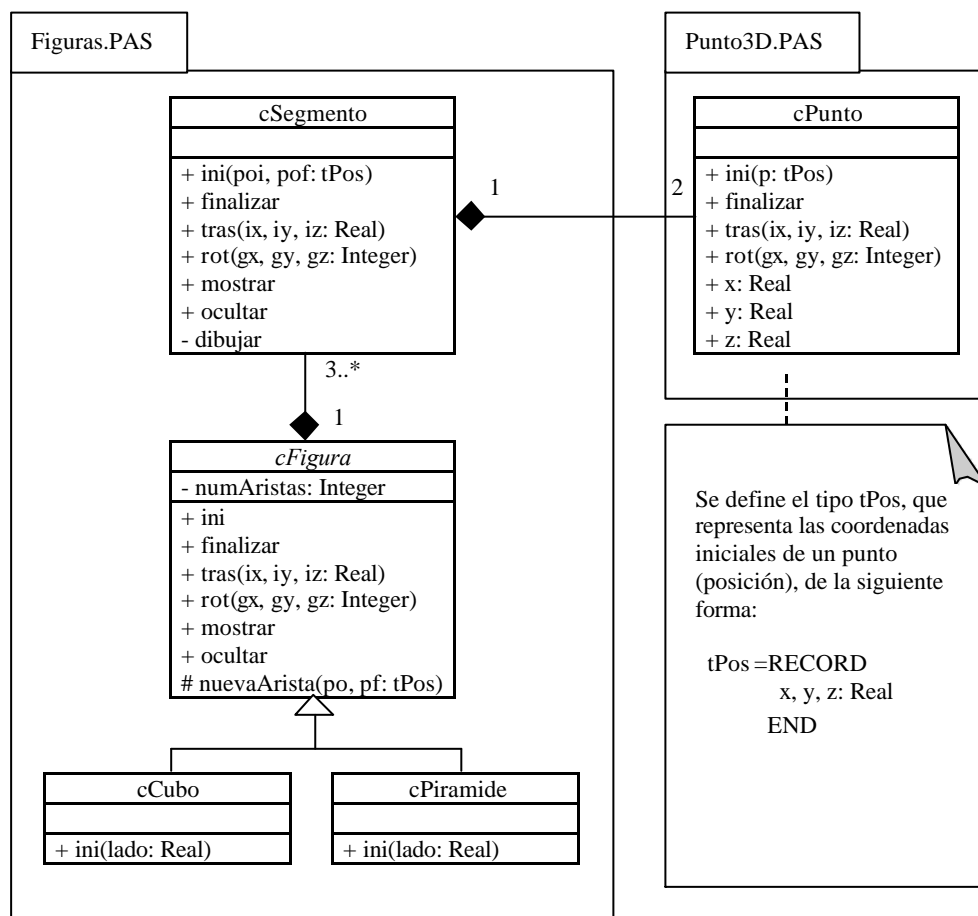 Figuras.PAS
cSegmento
+ ini(poi, pof: tPos)
+ finalizar
+ tras(ix, iy, iz: Real)
+ rot(gx, gy, gz: Integer)
+ mostrar
+ ocultar
- dibujar
1
2
3..*
1
cFigura
- numAristas: Integer
+ ini
+ finalizar
+ tras(ix, iy, iz: Real)
+ rot(gx, gy, gz: Integer)
+ mostrar
+ ocultar
# nuevaArista(po, pf: tPos)
cCubo
+ ini(lado: Real)
cPiramide
+ ini(lado: Real)
Punto3D.PAS
cPunto
+ ini(p: tPos)
+ finalizar
+ tras(ix, iy, iz: Real)
+ rot(gx, gy, gz: Integer)
+ x: Real
+ y: Real
+ z: Real
Se define el tipo tPos, que
representa las coordenadas
iniciales de un punto
(posición), de la siguiente
forma:
tPos =RECORD
x, y, z: Real
END